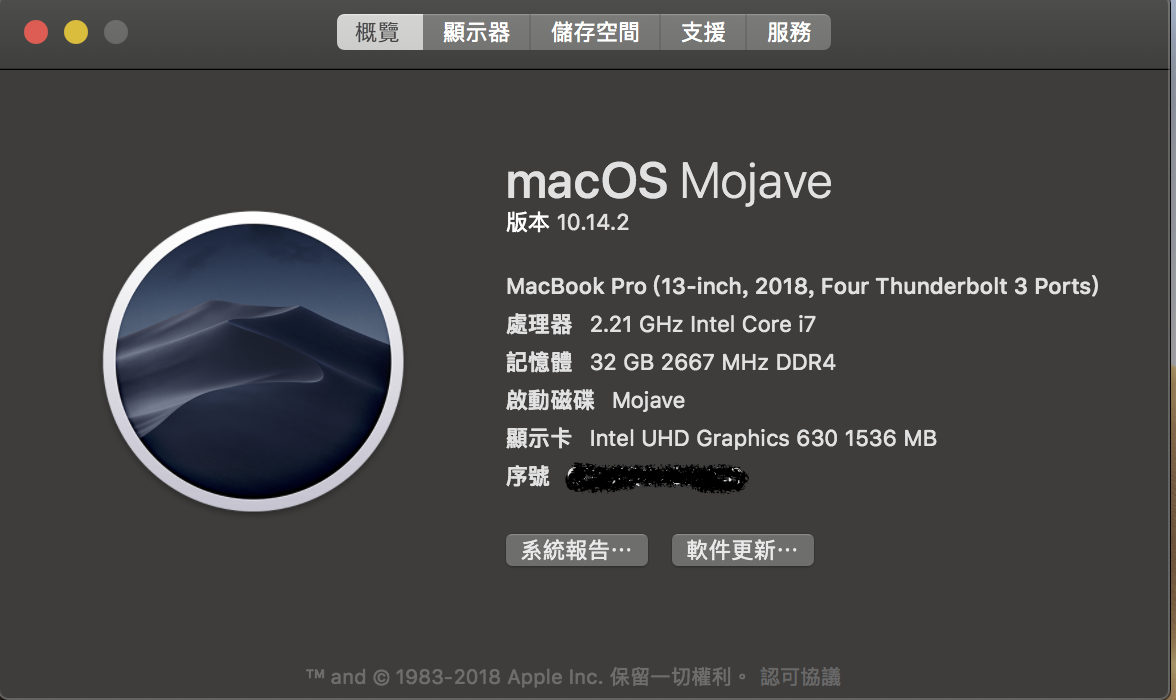 概覽 顯示器 儲存空間 支援 服務
macOS Mojave
版本 10.14.2
MacBook Pro (13-inch, 2018, Four Thunderbolt 3 Ports)
處理器 2.21 GHz Intel Core i7
記憶體 32 GB 2667 MHz DDR4
啟動磁碟 Mojave
顯示卡 Intel UHD Graphics 630 1536 MB
序號
系統報告⋯ 軟件更新⋯
™ and © 1983-2018 Apple Inc. 保留一切權利。 認可協議